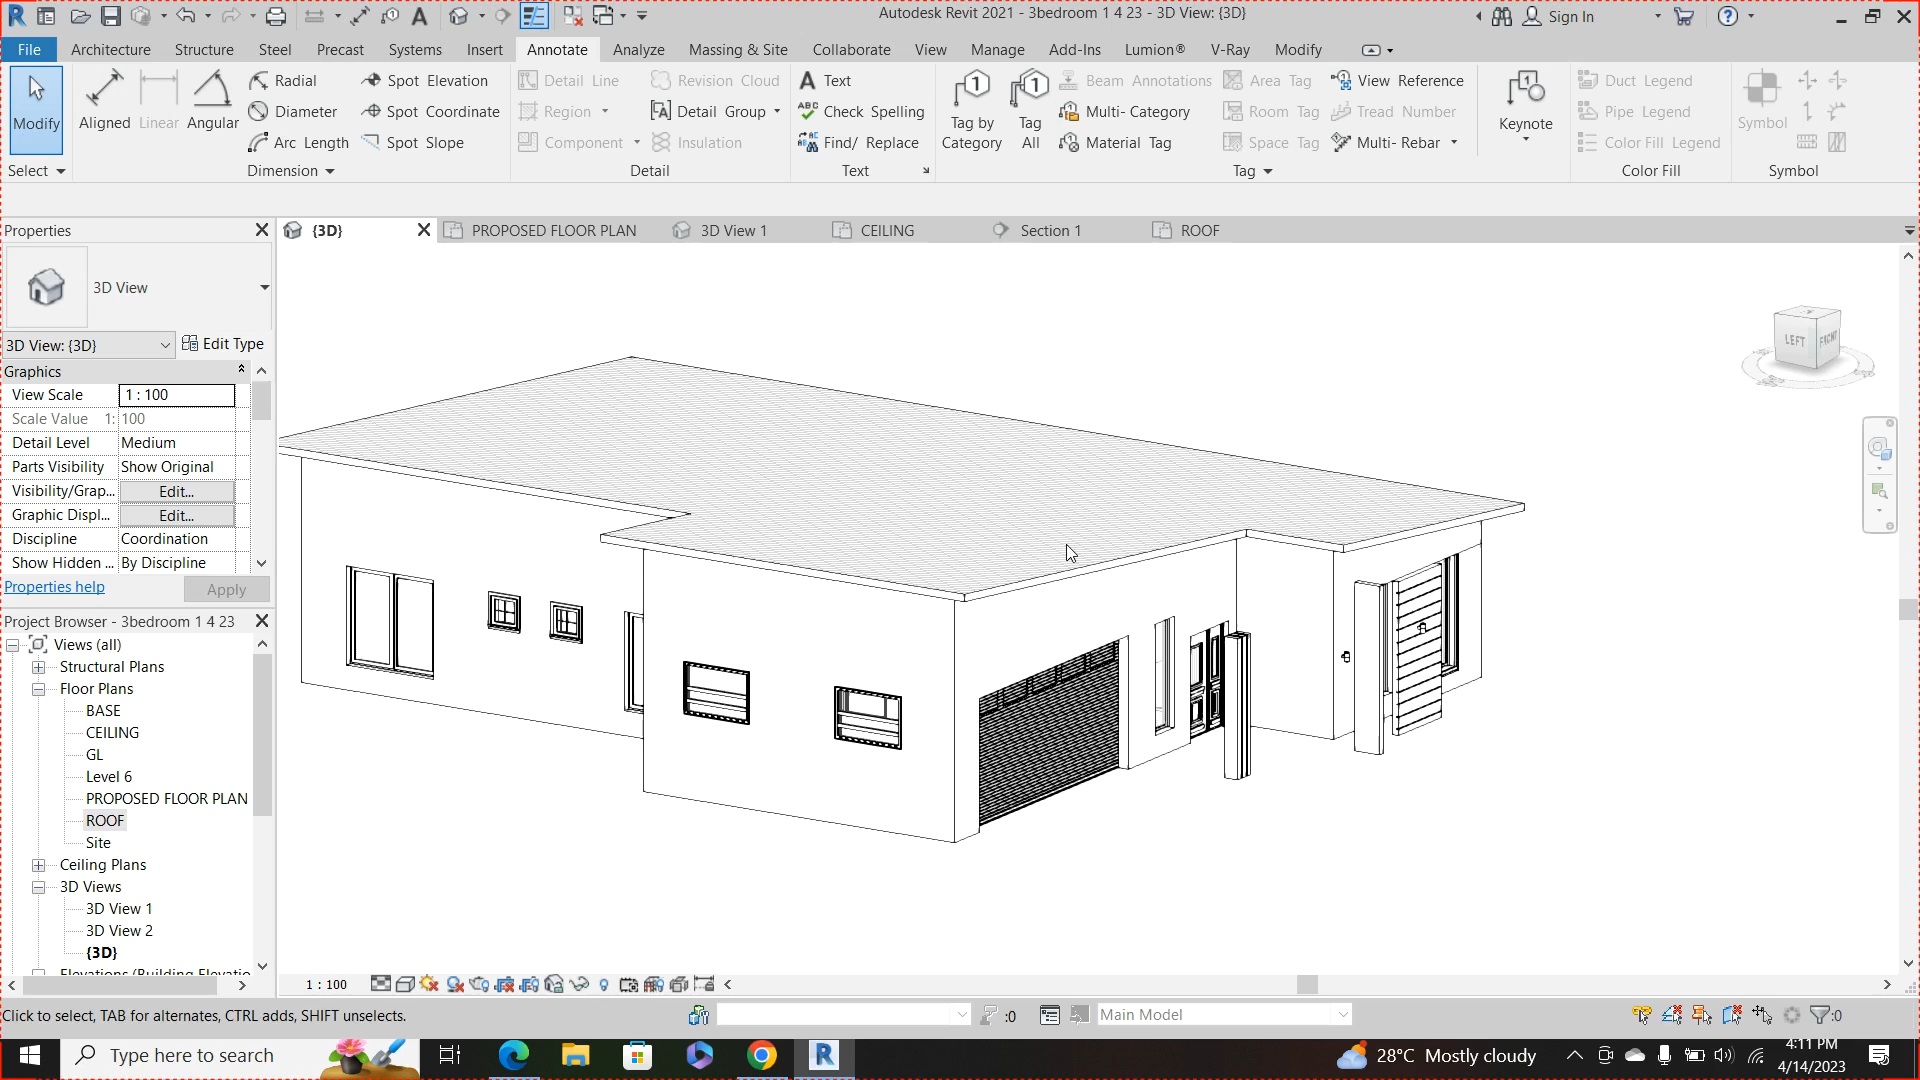 Autodesk Revit 2021 - 3bedroom 1 4 23 - 3D View: {3D}
Sign In
File Architecture Structure Steel Precast Systems Insert Annotate Analyze Massing & Site Collaborate View Manage Add-Ins Lumion® V-Ray Modify
Modify
Aligned
Linear
Angular
Radial
Diameter
Arc Length
Spot Elevation
Spot Coordinate
Spot Slope
Detail Line
Region
Component
Revision Cloud
Detail Group
Insulation
Text
Check Spelling
Find/ Replace
Tag by
Category
Tag
All
Beam Annotations
Multi- Category
Material Tag
Area Tag
Room Tag
Space Tag
View Reference
Tread Number
Multi- Rebar
Keynote
Duct Legend
Pipe Legend
Color Fill Legend
Symbol
Select Dimension Detail Text Tag Color Fill Symbol
Properties
{3D} PROPOSED FLOOR PLAN 3D View 1 CEILING Section 1 ROOF
3D View
3D View: {3D} Edit Type
Graphics
View Scale 1 : 100
Scale Value 1: 100
Detail Level Medium
Parts Visibility Show Original
Visibility/Grap... Edit...
Graphic Displ... Edit...
Discipline Coordination
Show Hidden ... By Discipline
Properties help Apply
LEFT FRONT
Project Browser - 3bedroom 1 4 23
Views (all)
Structural Plans
Floor Plans
BASE
CEILING
GL
Level 6
PROPOSED FLOOR PLAN
ROOF
Site
Ceiling Plans
3D Views
3D View 1
3D View 2
{3D}
Elevations (Building Elevatio
1 : 100
Click to select, TAB for alternates, CTRL adds, SHIFT unselects.
:0
Main Model
:0
Type here to search
28°C Mostly cloudy
4:11 PM
4/14/2023